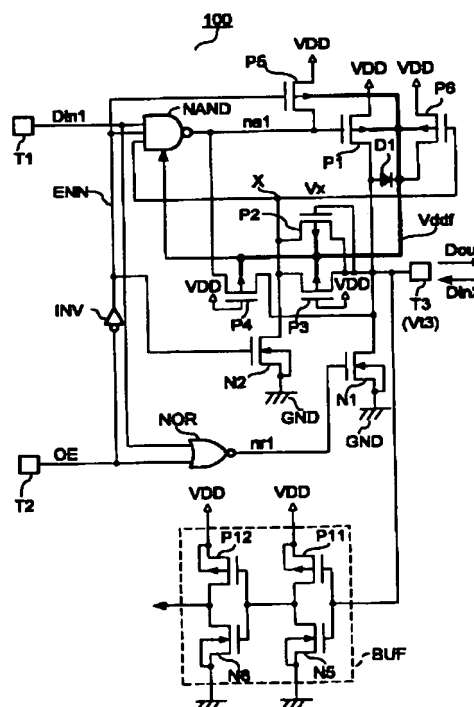 100
P5
VDD
VDD
VDD
P6
Din1
NAND
na1
T1
P1
D1
ENN
X
Vx
P2
Vddf
VDD
VDD
T3
(Vt3)
INV
P4
P3
N2
GND
N1
GND
NOR
nr1
OE
T2
VDD
VDD
P12
P11
N6
N5
BUF